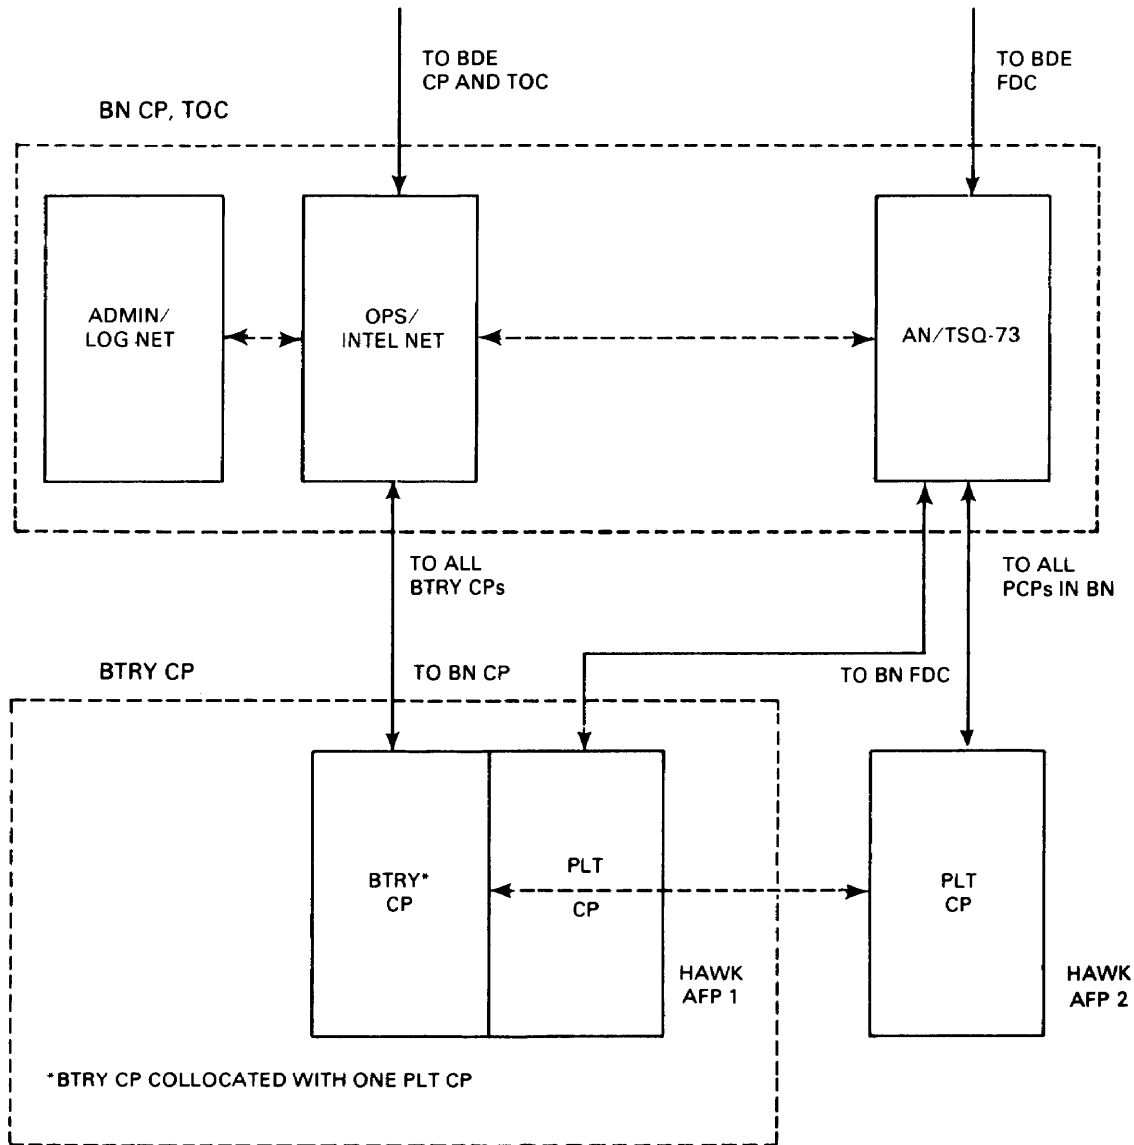 TO BDE
CP AND TOC
TO BDE
FDC
BN CP, TOC
ADMIN/
LOG NET
OPS/
INTEL NET
AN/TSQ-73
TO ALL
BTRY CPs
TO ALL
PCPs IN BN
BTRY CP
TO BN CP
TO BN FDC
BTRY*
CP
PLT
CP
PLT
CP
HAWK
AFP 1
HAWK
AFP 2
*BTRY CP COLLOCATED WITH ONE PLT CP